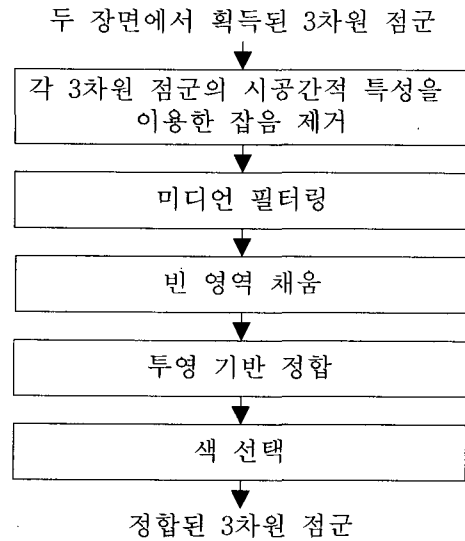 두 장면에서 획득된 3차원 점군
각 3차원 점군의 시공간적 특성을
이용한 잡음 제거
미디언 필터링
빈 영역 채움
투영 기반 정합
색 선택
정합된 3차원 점군